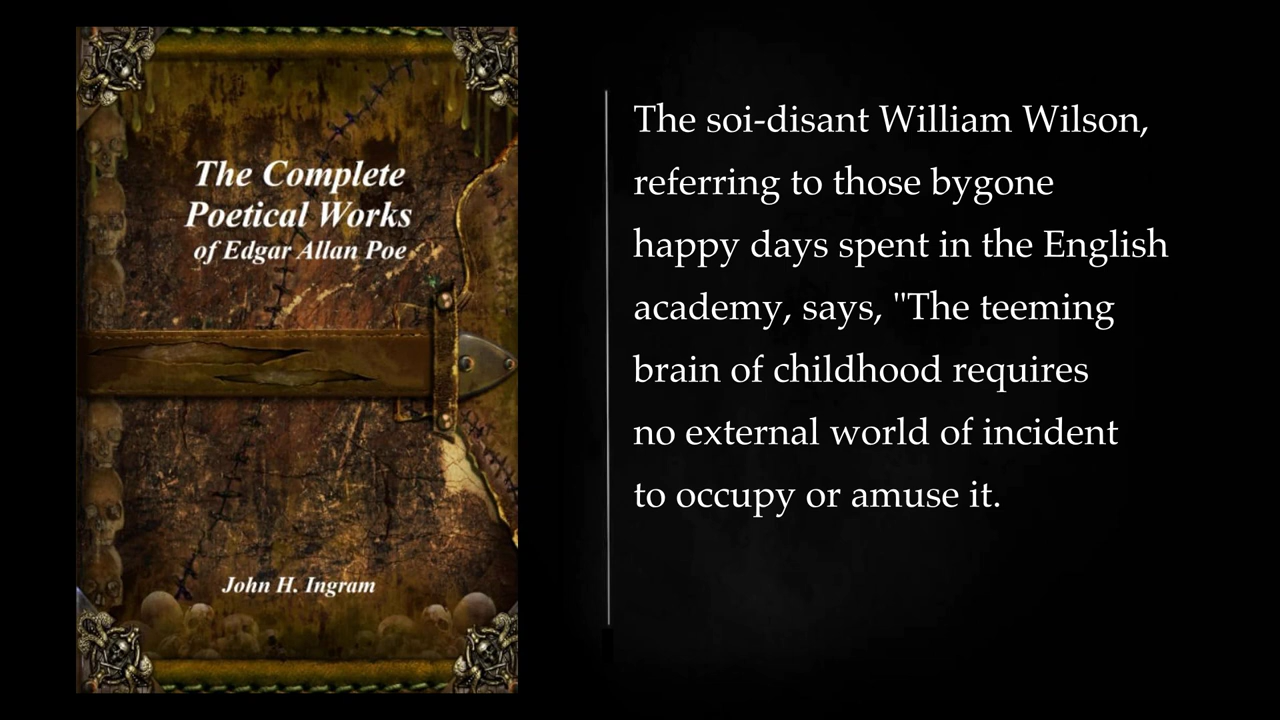 The Complete
Poetical Works
of Edgar Allan Poe
John H. Ingram
The soi-disant William Wilson,
referring to those bygone
happy days spent in the English
academy, says, "The teeming
brain of childhood requires
no external world of incident
to occupy or amuse it.